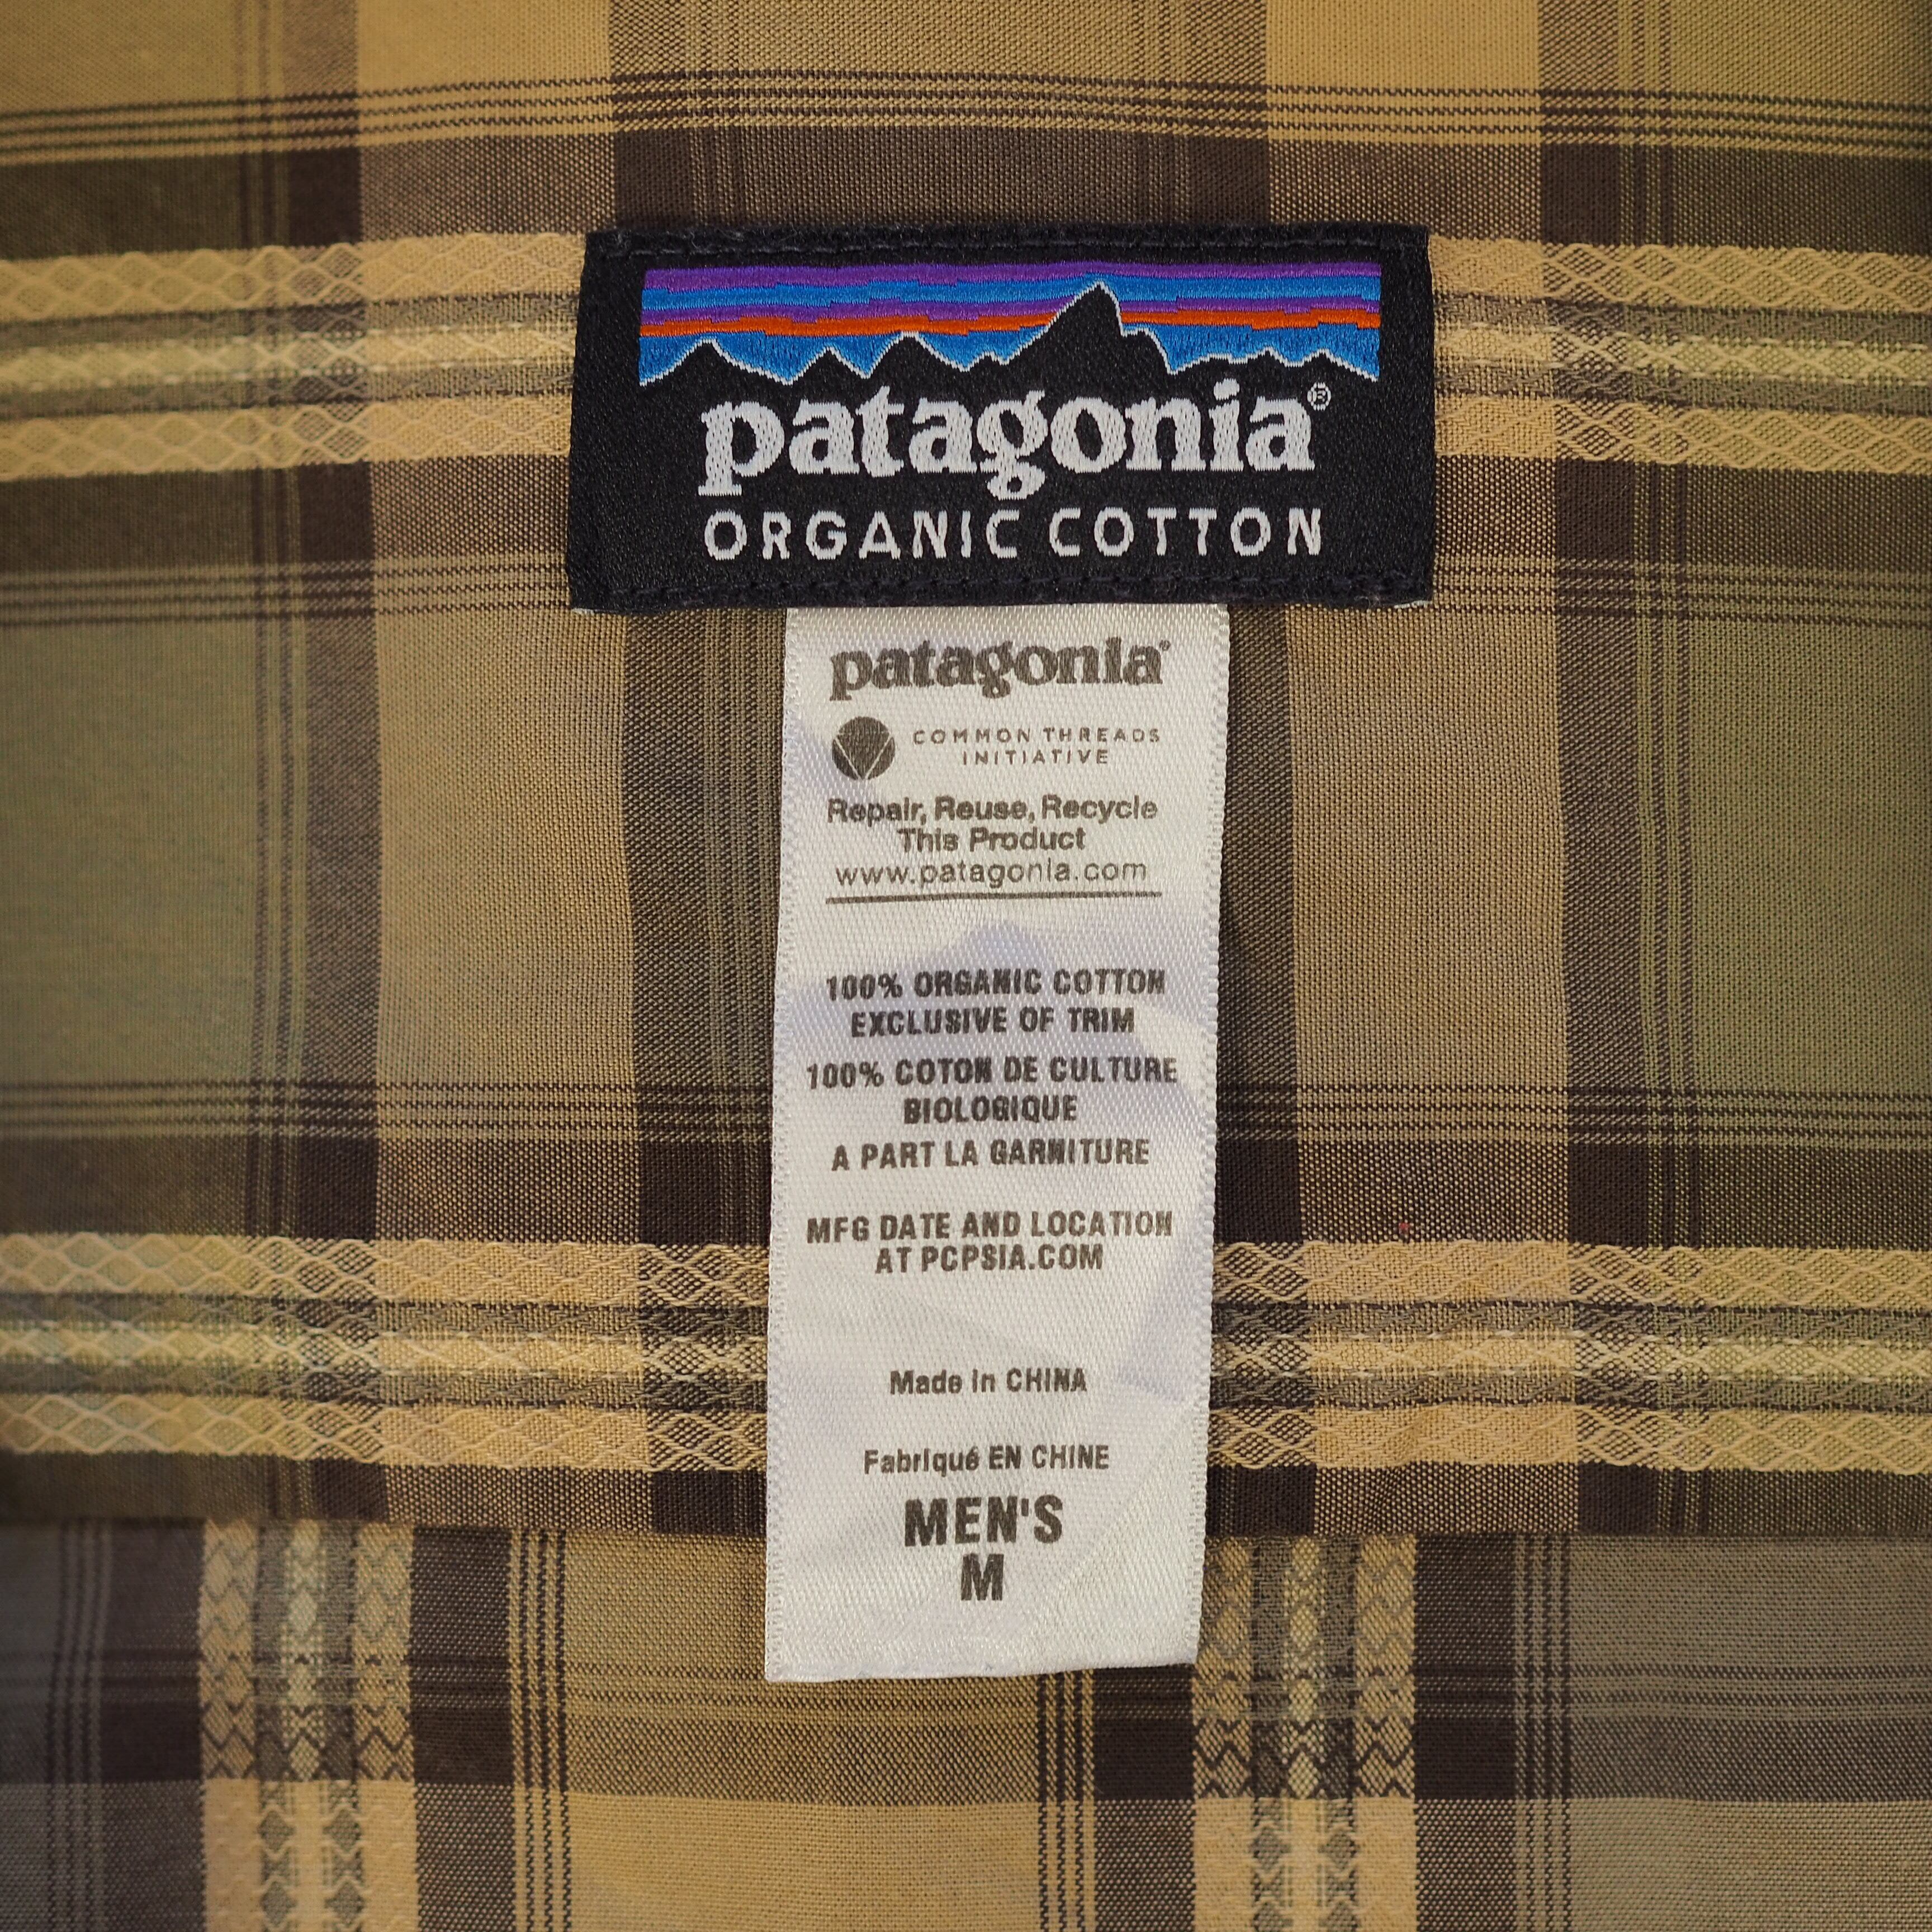 patagonia®
ORGANIC COTTON
patagonia®
COMMON THREADS
INITIATIVE
Repair, Reuse, Recycle
This Product
www.patagonia.com
100% ORGANIC COTTON
EXCLUSIVE OF TRIM
100% COTON DE CULTURE
BIOLOGIQUE
A PART LA GARNITURE
MFG DATE AND LOCATION
AT PCPSIA.COM
Made in CHINA
Fabriqué EN CHINE
MEN'S
M